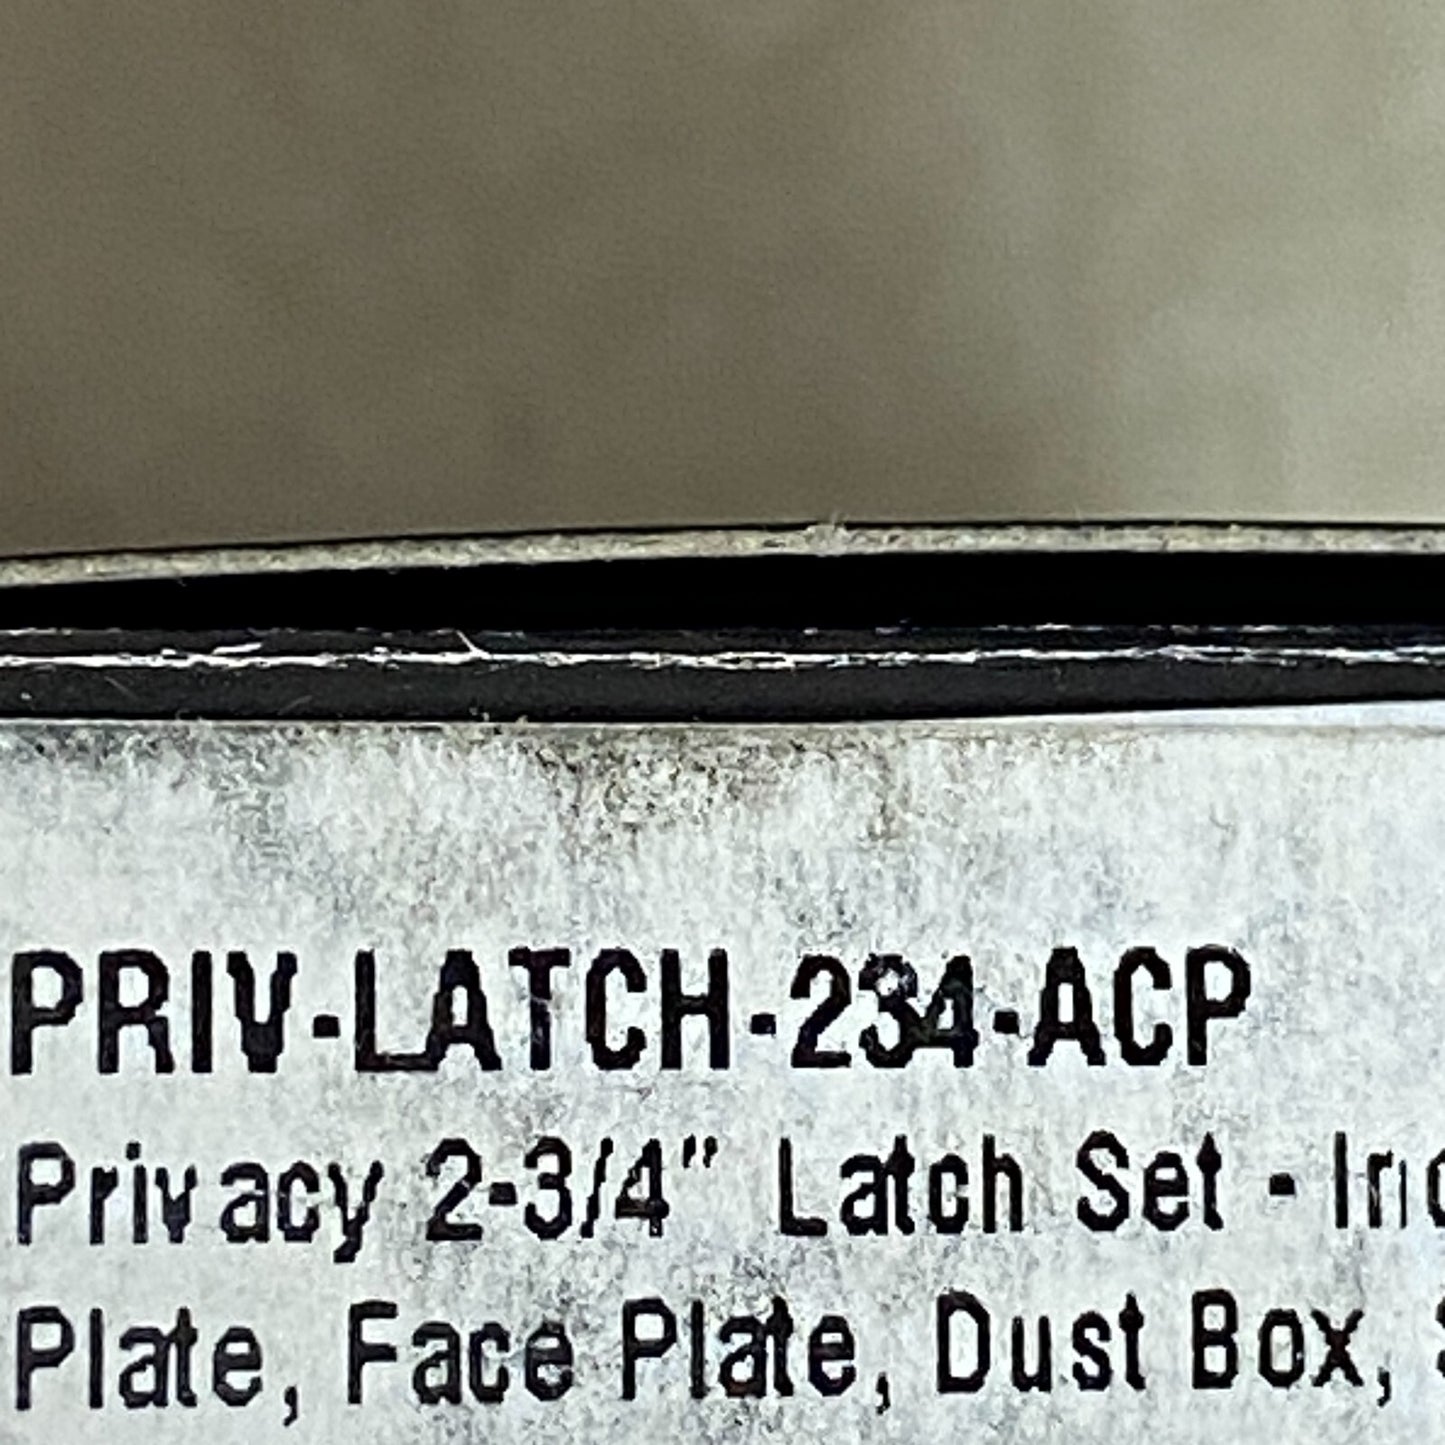 PRIV-LATCH-234-ACP
Privacy 2-3/4" Latch Set -
Plate, Face Plate, Dust Box,